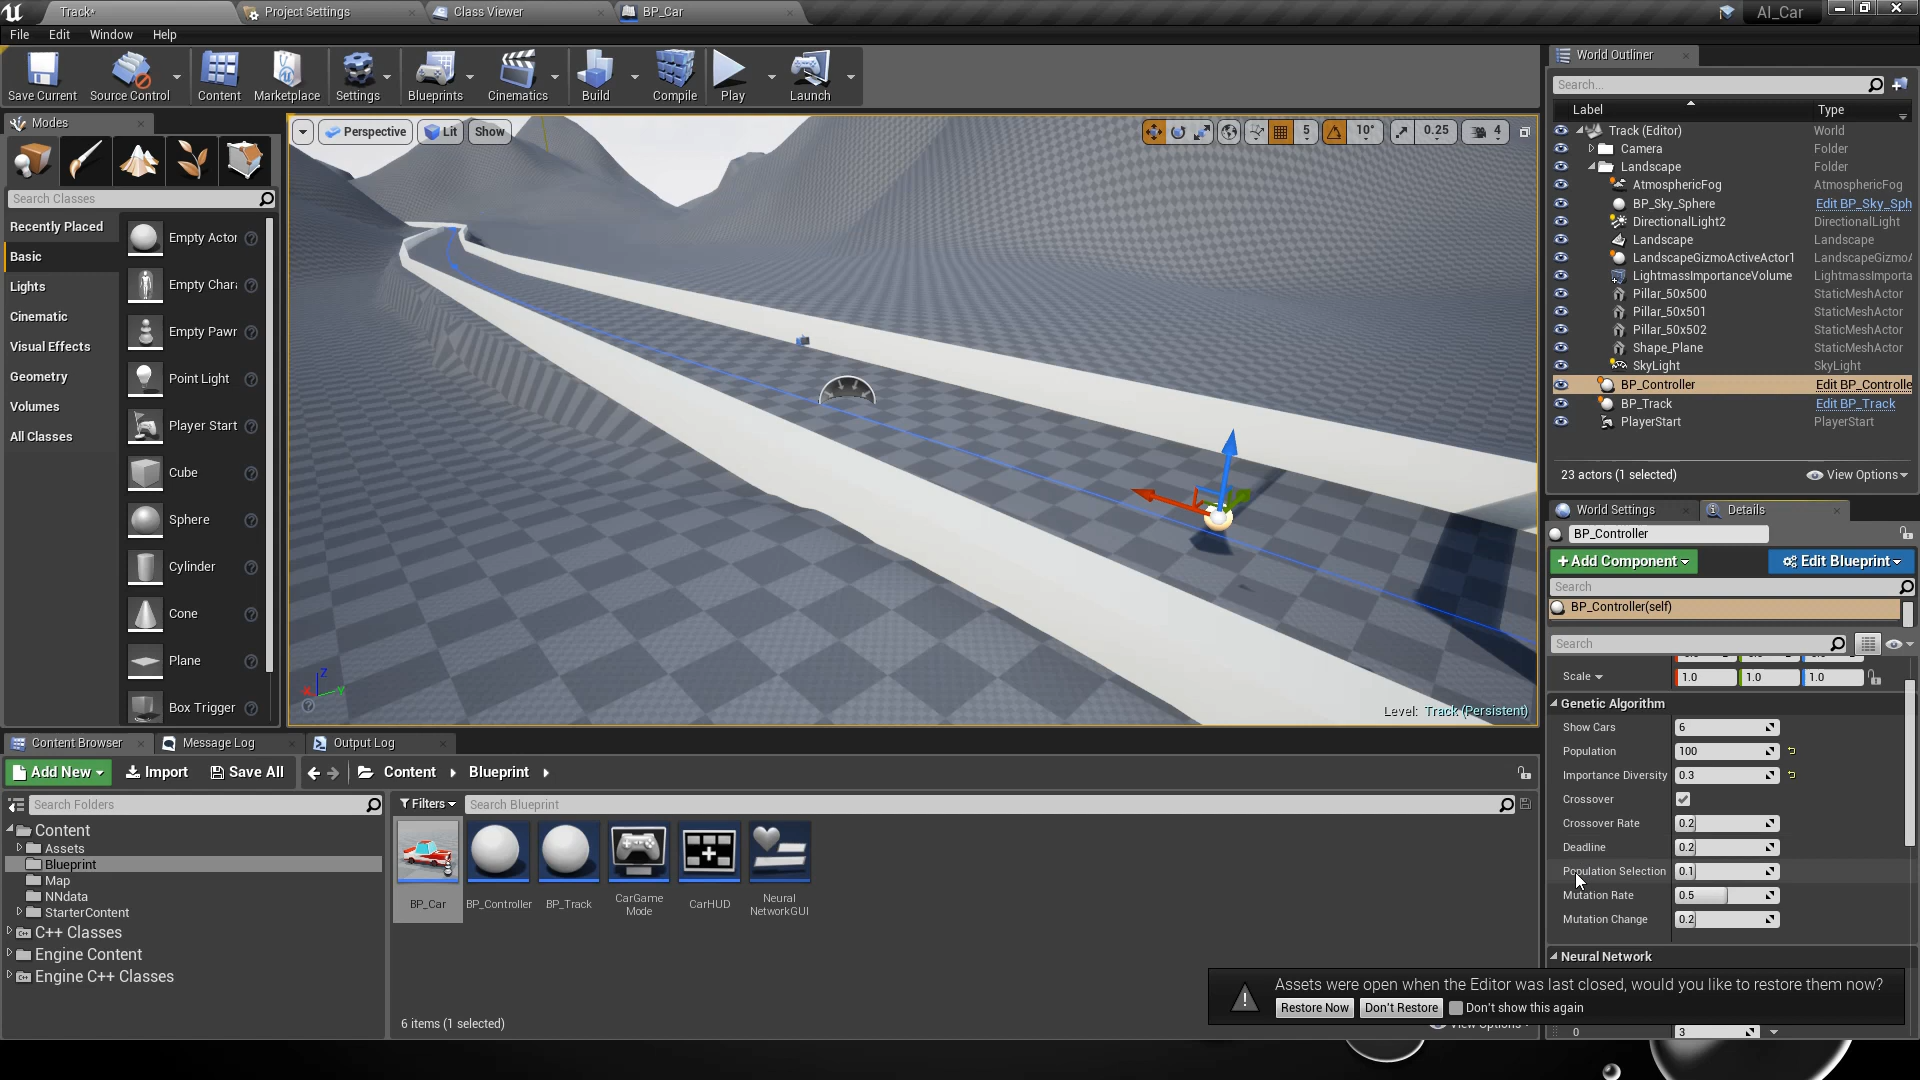 Track*
Project Settings
Class Viewer
BP_Car
AI_Car
File
Edit
Window
Help
Save Current
Source Control
Content
Marketplace
Settings
Blueprints
Cinematics
Build
Compile
Play
Launch
Modes
Search Classes
Recently Placed
Basic
Lights
Cinematic
Visual Effects
Geometry
Volumes
All Classes
Empty Actor
Empty Chara
Empty Pawn
Point Light
Player Start
Cube
Sphere
Cylinder
Cone
Plane
Box Trigger
Perspective
Lit
Show
5
10°
0.25
4
Z
X
Y
Level: Track (Persistent)
World Outliner
Search...
Label
Type
Track (Editor) World
Camera Folder
Landscape Folder
AtmosphericFog AtmosphericFog
BP_Sky_Sphere Edit BP_Sky_Sph
DirectionalLight2 DirectionalLight
Landscape Landscape
LandscapeGizmoActiveActor1 LandscapeGizmoA
LightmassImportanceVolume LightmassImporta
Pillar_50x500 StaticMeshActor
Pillar_50x501 StaticMeshActor
Pillar_50x502 StaticMeshActor
Shape_Plane StaticMeshActor
SkyLight SkyLight
BP_Controller Edit BP_Controlle
BP_Track Edit BP_Track
PlayerStart PlayerStart
23 actors (1 selected)
View Options
World Settings
Details
BP_Controller
+Add Component
Edit Blueprint
Search
BP_Controller(self)
Search
Scale 1.0 1.0 1.0
Genetic Algorithm
Show Cars 6
Population 100
Importance Diversity 0.3
Crossover
Crossover Rate 0.2
Deadline 0.2
Population Selection 0.1
Mutation Rate 0.5
Mutation Change 0.2
Neural Network
0 3
Assets were open when the Editor was last closed, would you like to restore them now?
Restore Now
Don't Restore
Don't show this again
Content Browser
Message Log
Output Log
Add New
Import
Save All
Content
Blueprint
Search Folders
Content
Assets
Blueprint
Map
NNdata
StarterContent
C++ Classes
Engine Content
Engine C++ Classes
Filters
Search Blueprint
BP_Car
BP_Controller
BP_Track
CarGame
Mode
CarHUD
Neural
NetworkGUI
6 items (1 selected)